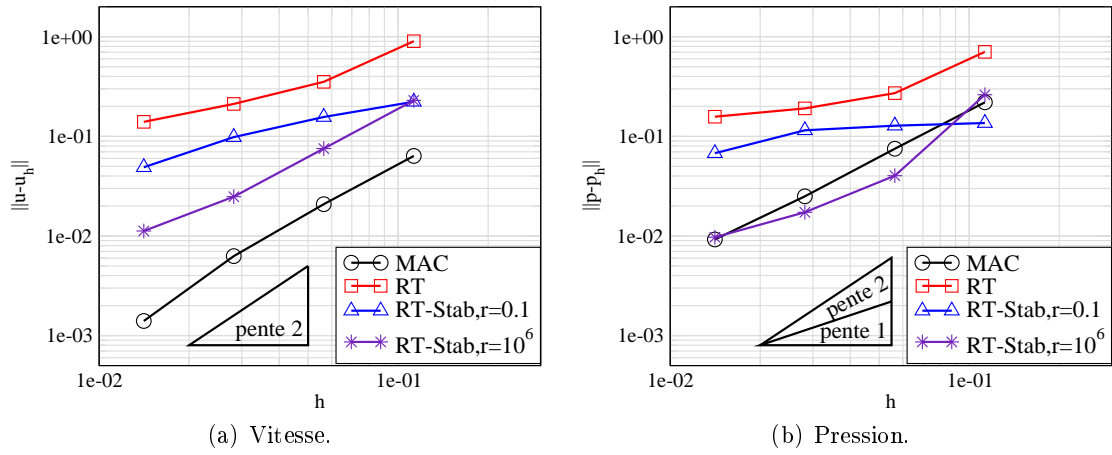 1e+00
1e-01
1e-02
1e-03
||u-u_h||
1e-02
1e-01
h
pente 2
MAC
RT
RT-Stab,r=0.1
RT-Stab,r=10^6
(a) Vitesse.
1e+00
1e-01
1e-02
1e-03
||p-p_h||
1e-02
1e-01
h
pente 2
pente 1
MAC
RT
RT-Stab,r=0.1
RT-Stab,r=10^6
(b) Pression.